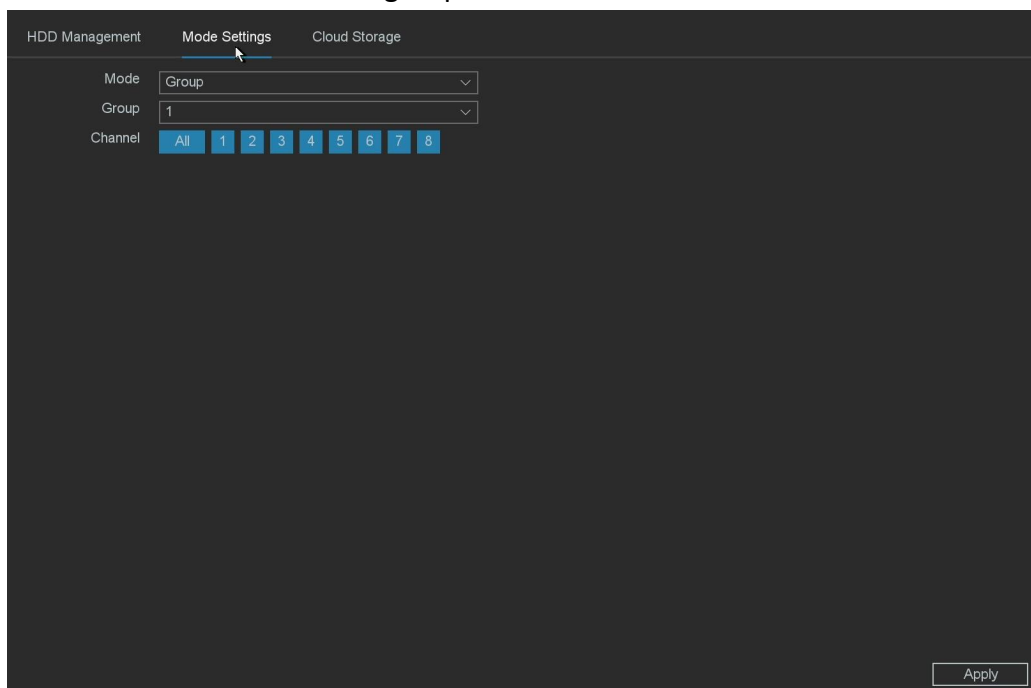 HDD Management Mode Settings Cloud Storage
Mode Group
Group 1
Channel All 1 2 3 4 5 6 7 8
Apply